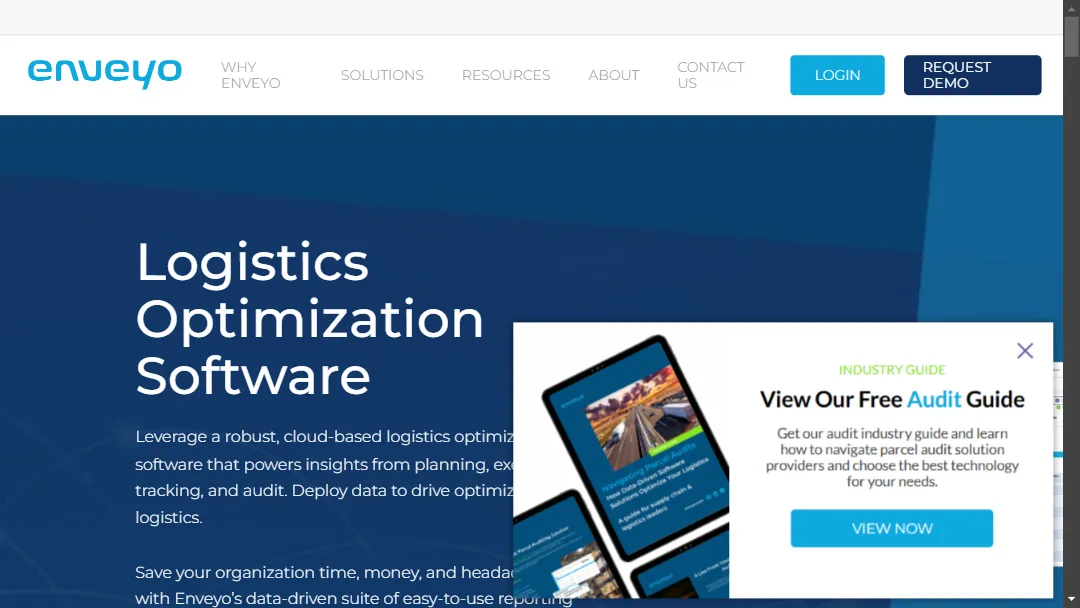 enveyo
WHY
ENVEYO
SOLUTIONS
RESOURCES
ABOUT
CONTACT
US
LOGIN
REQUEST
DEMO
Logistics
Optimization
Software
Leverage a robust, cloud-based logistics optimiz
software that powers insights from planning, exe
tracking, and audit. Deploy data to drive optimiz
logistics.
Save your organization time, money, and headac
with Enveyo's data-driven suite of easy-to-use reporting
INDUSTRY GUIDE
View Our Free Audit Guide
Get our audit industry guide and learn
how to navigate parcel audit solution
providers and choose the best technology
for your needs.
VIEW NOW
enveyo
Navigating Parcel Audits
How Data-Driven Software
Solutions Optimize Your Logistics
A guide for supply chain &
logistics leaders